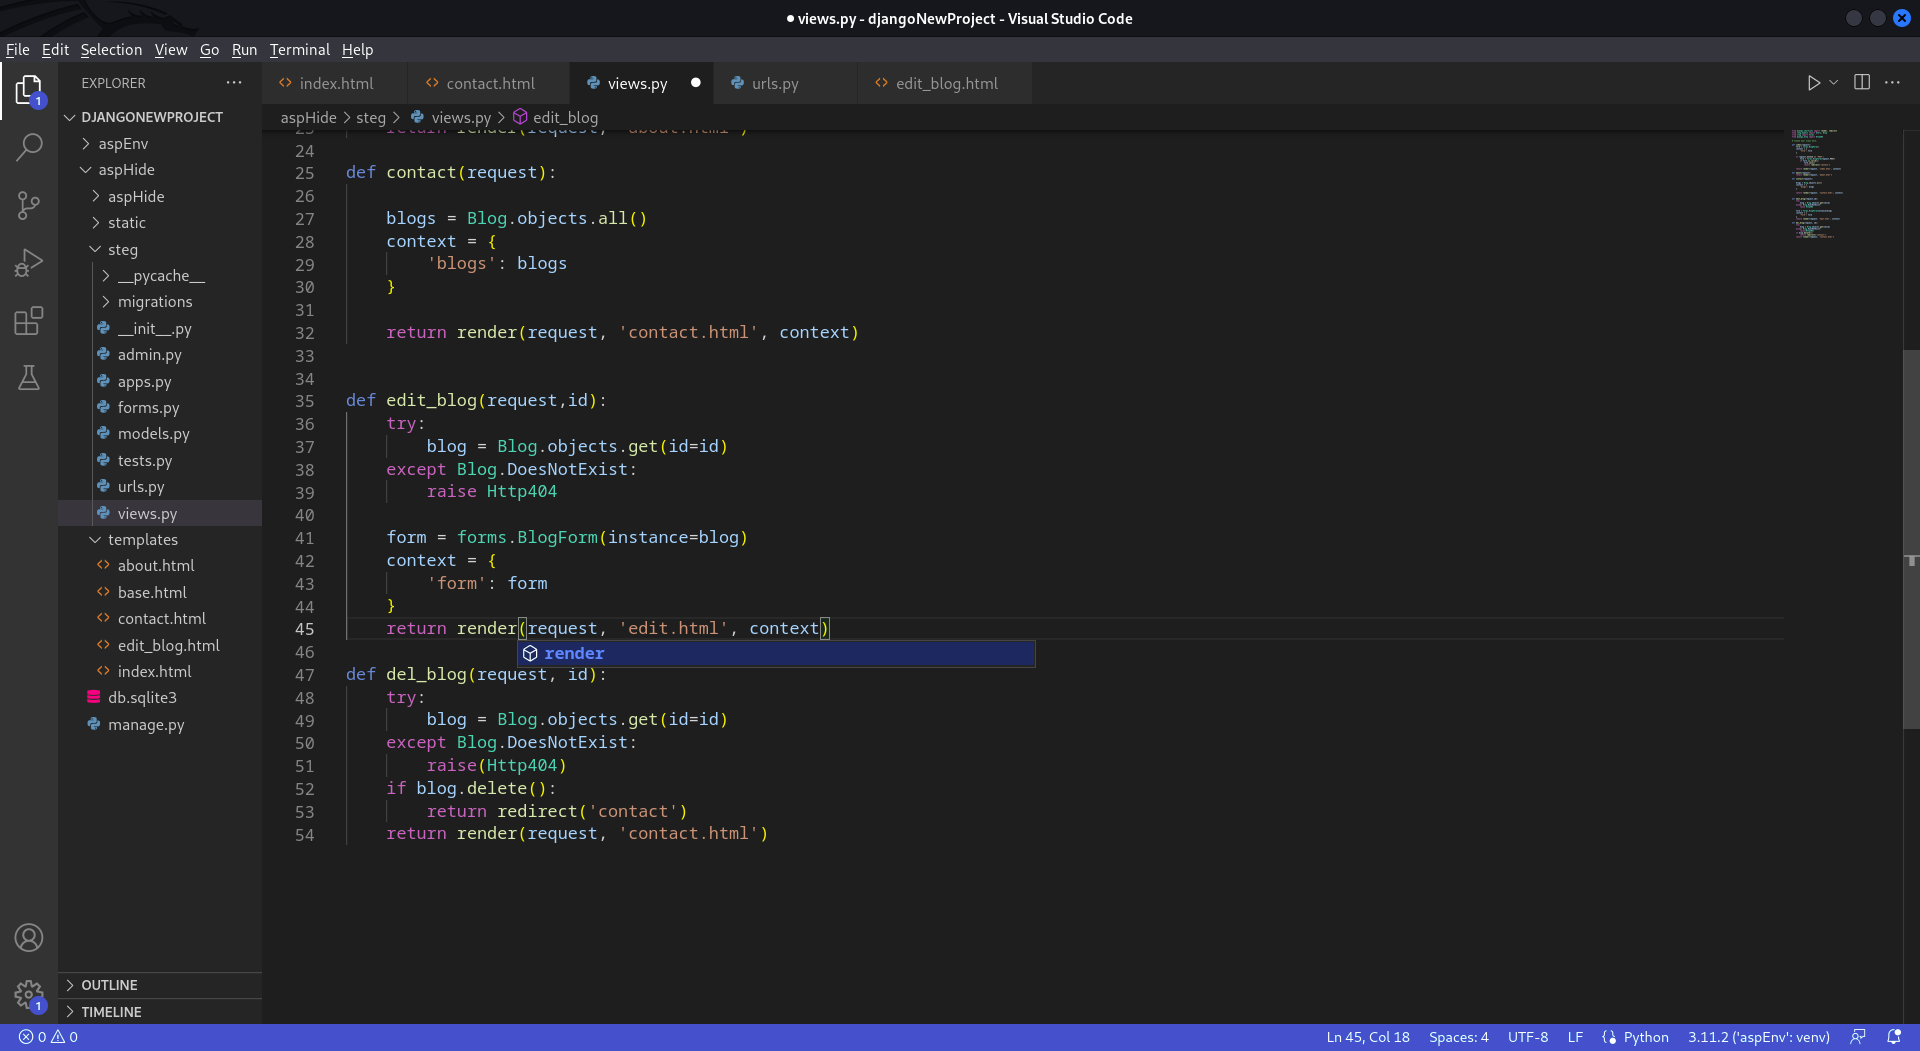 ● views.py - djangoNewProject - Visual Studio Code
File Edit Selection View Go Run Terminal Help
EXPLORER ···
index.html contact.html views.py ● urls.py edit_blog.html
aspHide > steg > views.py > edit_blog
1
DJANGONEWPROJECT
aspEnv
aspHide
aspHide
static
steg
__pycache__
migrations
__init__.py
admin.py
apps.py
forms.py
models.py
tests.py
urls.py
views.py
templates
about.html
base.html
contact.html
edit_blog.html
index.html
db.sqlite3
manage.py
OUTLINE
TIMELINE
1
23 return render(request, 'about.html')
24
25 def contact(request):
26
27 blogs = Blog.objects.all()
28 context = {
29 'blogs': blogs
30 }
31
32 return render(request, 'contact.html', context)
33
34
35 def edit_blog(request,id):
36 try:
37 blog = Blog.objects.get(id=id)
38 except Blog.DoesNotExist:
39 raise Http404
40
41 form = forms.BlogForm(instance=blog)
42 context = {
43 'form': form
44 }
45 return render(request, 'edit.html', context)
46
render
47 def del_blog(request, id):
48 try:
49 blog = Blog.objects.get(id=id)
50 except Blog.DoesNotExist:
51 raise(Http404)
52 if blog.delete():
53 return redirect('contact')
54 return render(request, 'contact.html')
0 0 Ln 45, Col 18 Spaces: 4 UTF-8 LF Python 3.11.2 ('aspEnv': venv)